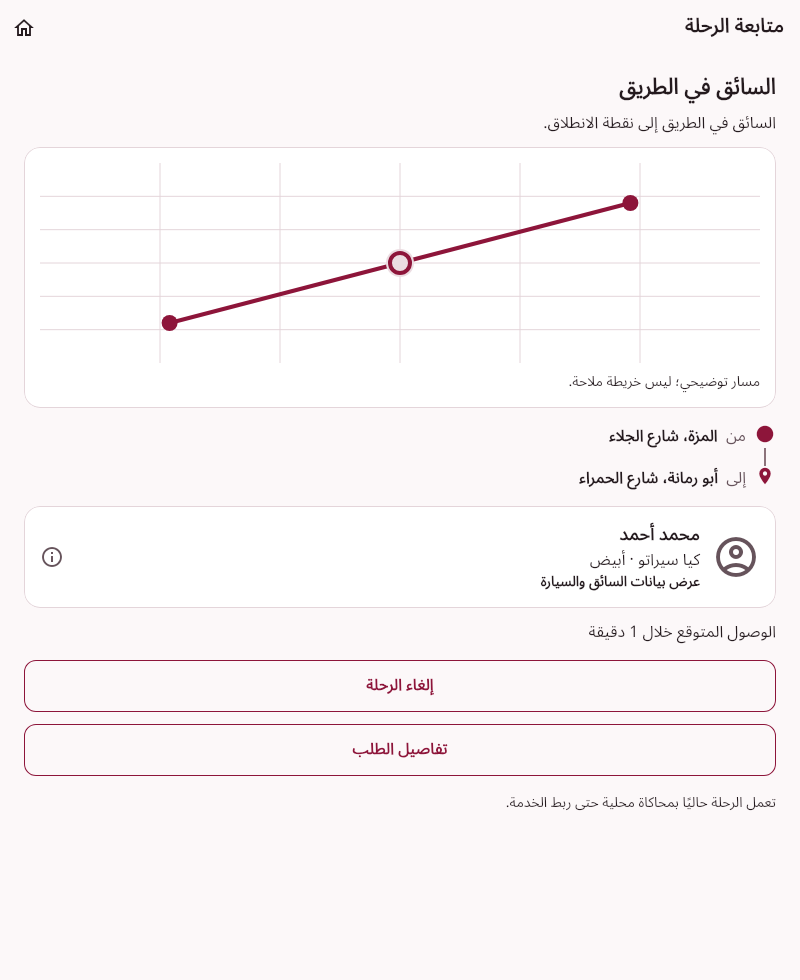 متابعة الرحلة
السائق في الطريق
السائق في الطريق إلى نقطة الانطلاق.
مسار توضيحي؛ ليس خريطة ملاحة.
من المزة، شارع الجلاء
إلى أبو رمانة، شارع الحمراء
محمد أحمد
كيا سيراتو · أبيض
عرض بيانات السائق والسيارة
الوصول المتوقع خلال 1 دقيقة
إلغاء الرحلة
تفاصيل الطلب
تعمل الرحلة حاليًا بمحاكاة محلية حتى ربط الخدمة.